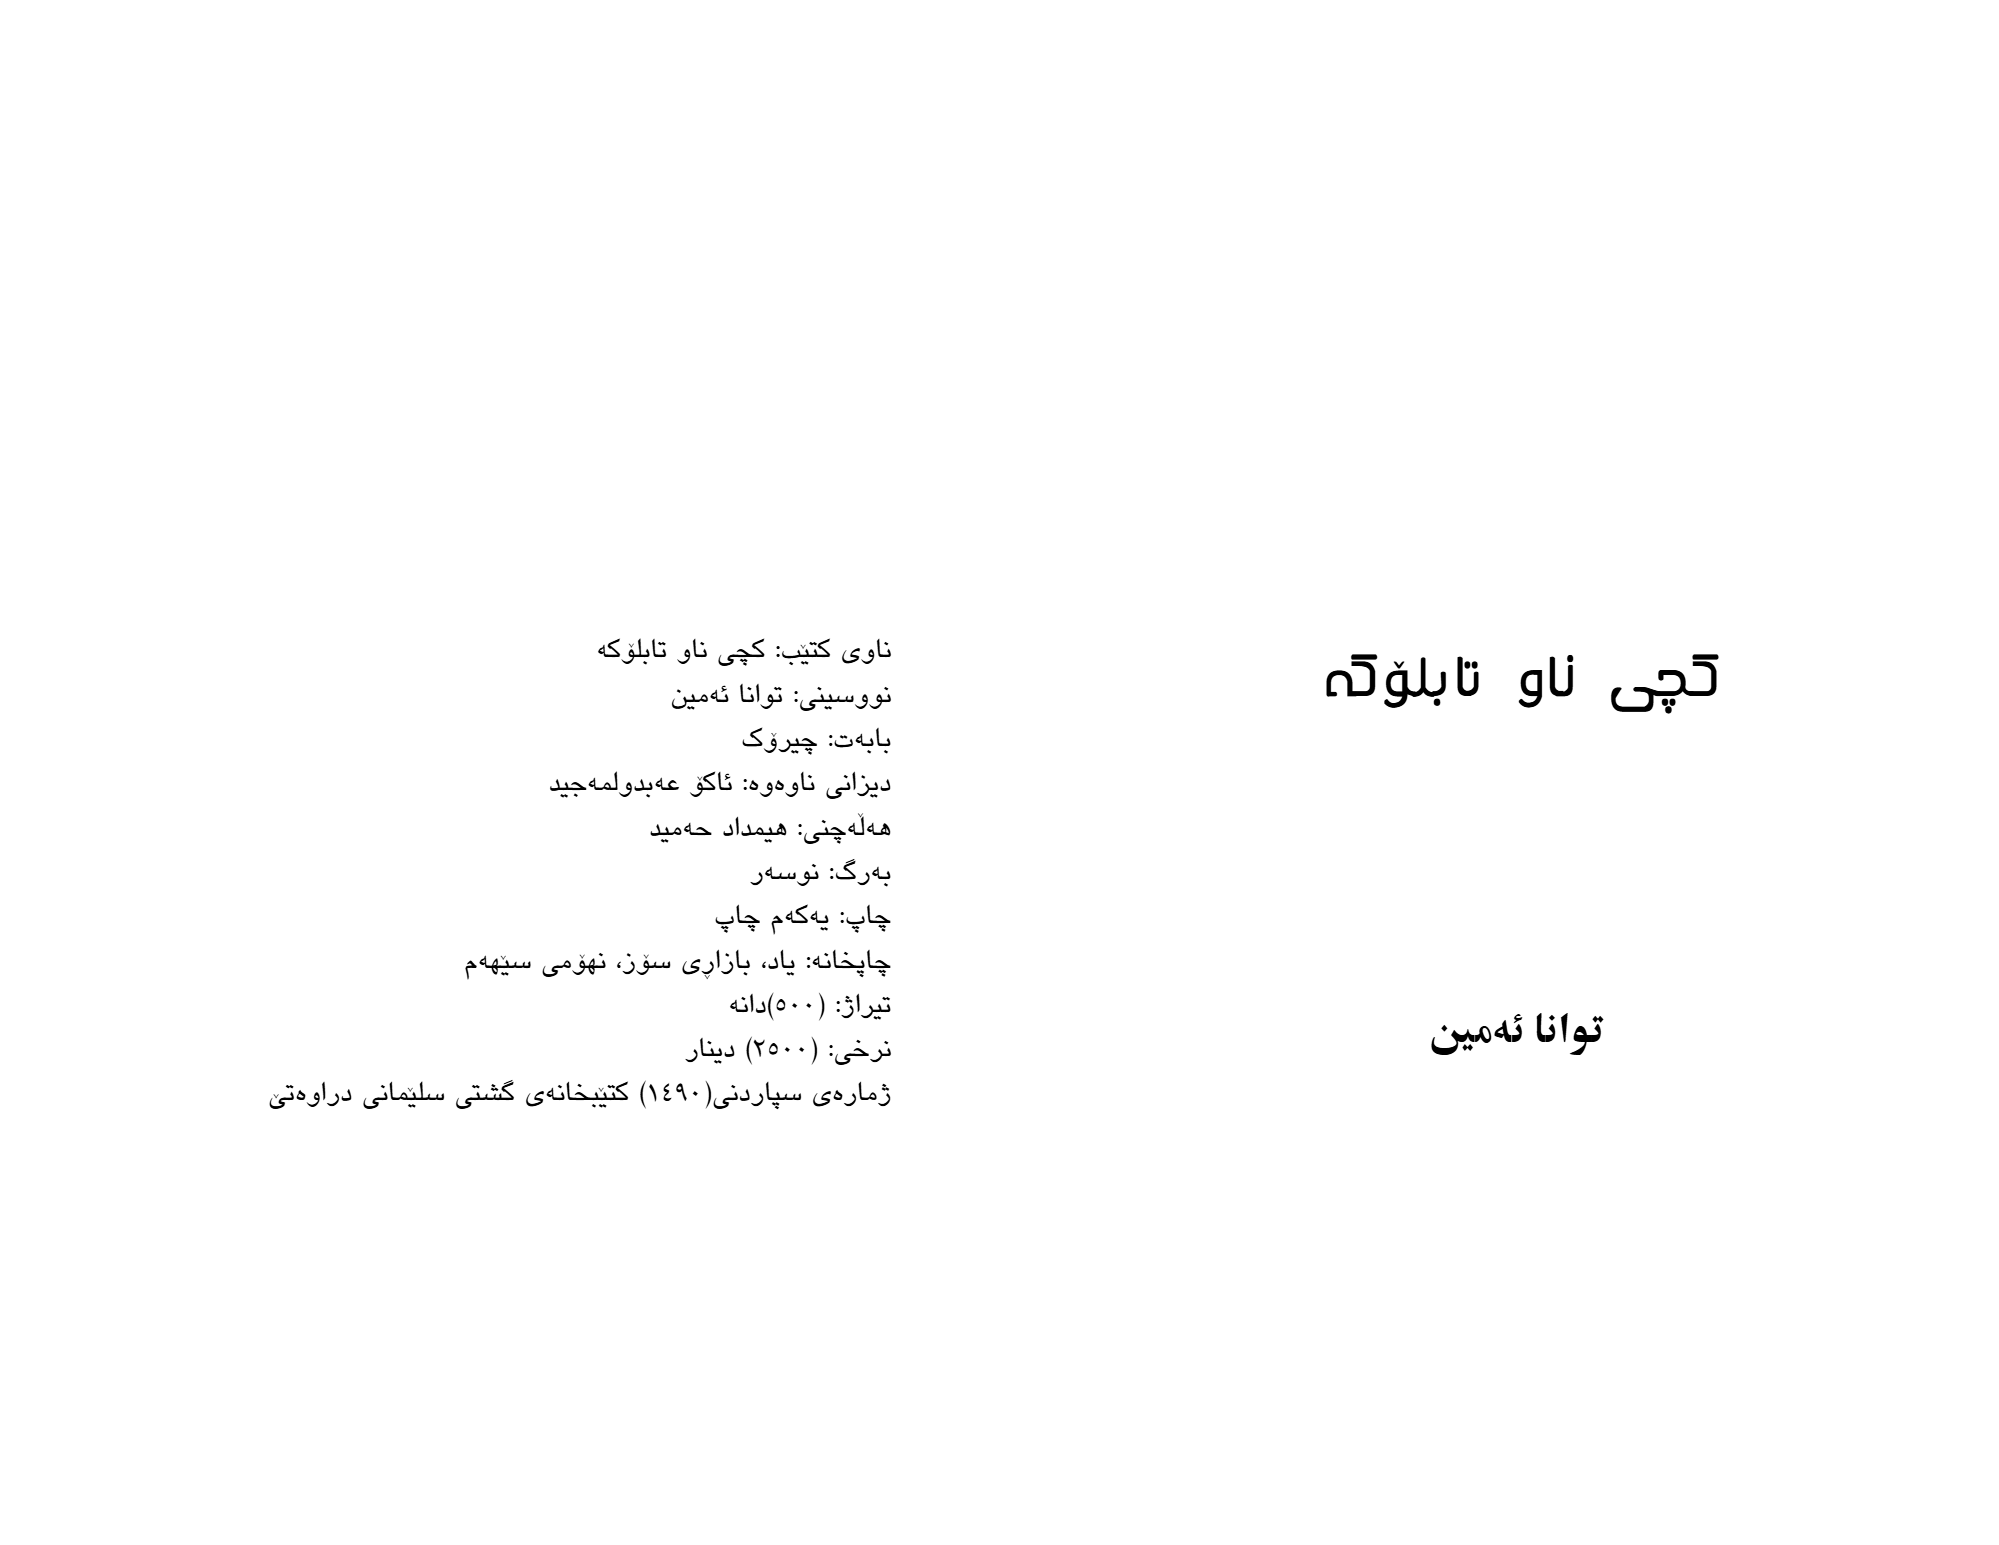 کچی ناو تابلۆکە
توانا ئەمین
ناوی کتێب: کچی ناو تابلۆکە
نووسینی: توانا ئەمین
بابەت: چیرۆک
دیزانی ناوەوە: ئاکۆ عەبدولمەجید
هەڵەچنی: هیمداد حەمید
بەرگ: نوسەر
چاپ: یەکەم چاپ
چاپخانە: یاد، بازاڕی سۆز، نهۆمی سێهەم
تیراژ: (٥٠٠)دانە
نرخی: (٢٥٠٠) دینار
ژمارەی سپاردنی(١٤٩٠) کتێبخانەی گشتی سلێمانی دراوەتێ